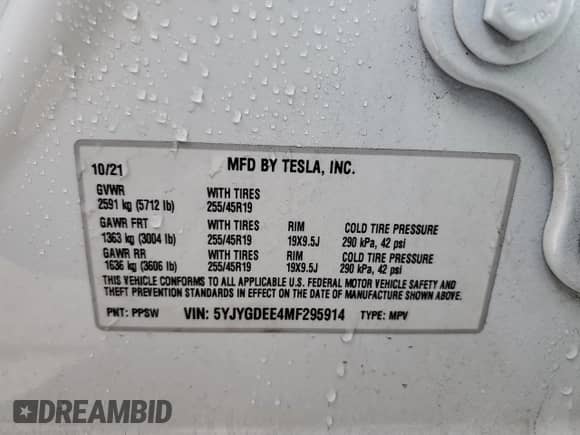 10/21 MFD BY TESLA, INC.
GVWR WITH TIRES
2591 kg (5712 lb) 255/45R19
GAWR FRT WITH TIRES RIM COLD TIRE PRESSURE
1363 kg (3004 lb) 255/45R19 19X9.5J 290 kPa, 42 psi
GAWR RR WITH TIRES RIM COLD TIRE PRESSURE
1636 kg (3606 lb) 255/45R19 19X9.5J 290 kPa, 42 psi
THIS VEHICLE CONFORMS TO ALL APPLICABLE U.S. FEDERAL MOTOR VEHICLE SAFETY AND
THEFT PREVENTION STANDARDS IN EFFECT ON THE DATE OF MANUFACTURE SHOWN ABOVE.
PNT: PPSW VIN: 5YJYGDEE4MF295914 TYPE: MPV
DREAMBID